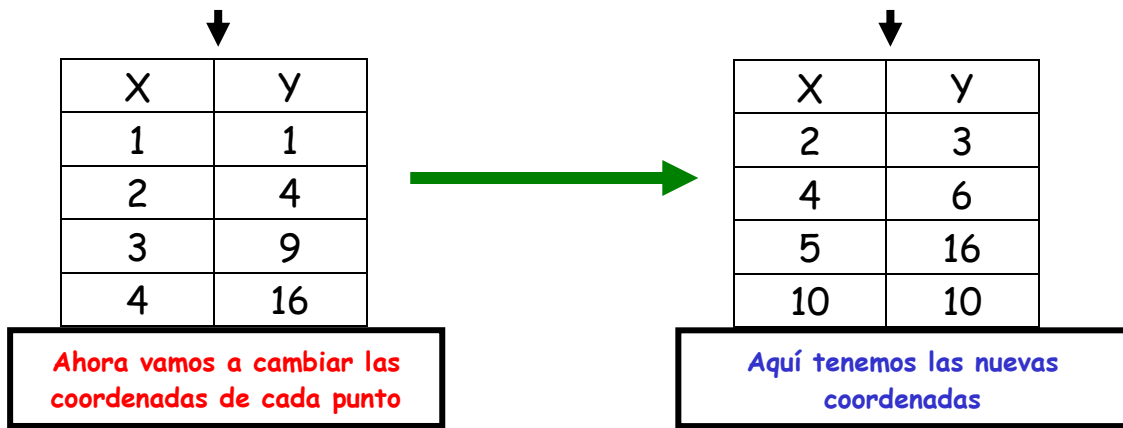 X Y
1 1
2 4
3 9
4 16
Ahora vamos a cambiar las
coordenadas de cada punto
X Y
2 3
4 6
5 16
10 10
Aquí tenemos las nuevas
coordenadas